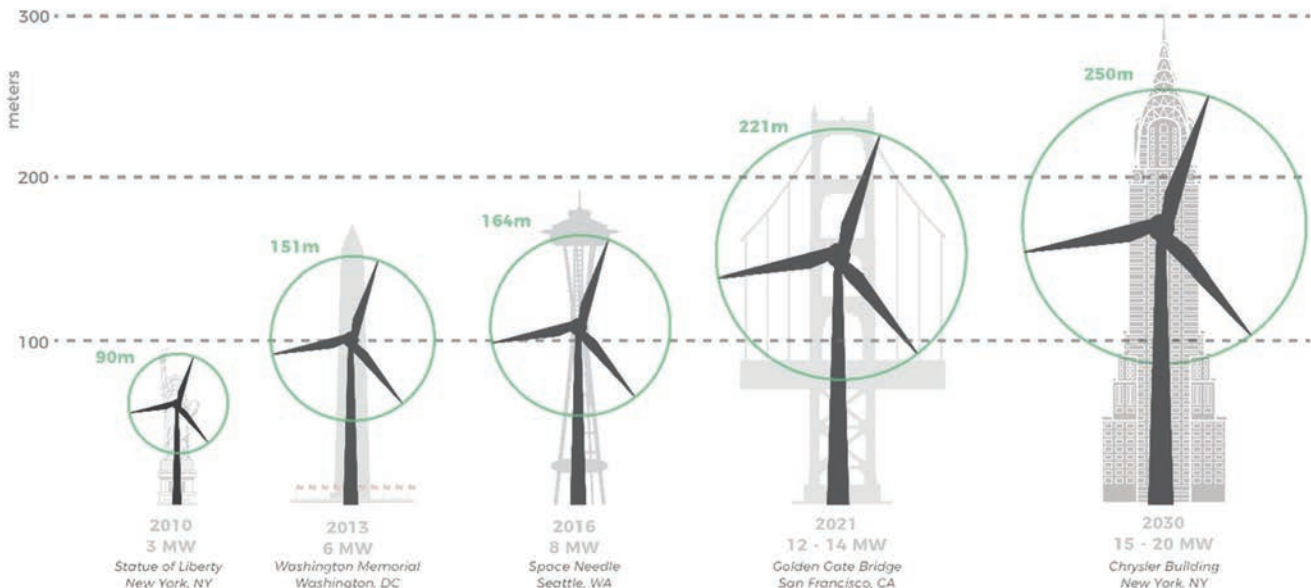 300
meters
200
100
90m
151m
164m
221m
250m
2010
3 MW
Statue of Liberty
New York, NY
2013
6 MW
Washington Memorial
Washington, DC
2016
8 MW
Space Needle
Seattle, WA
2021
12 - 14 MW
Golden Gate Bridge
San Francisco, CA
2030
15 - 20 MW
Chrysler Building
New York, NY